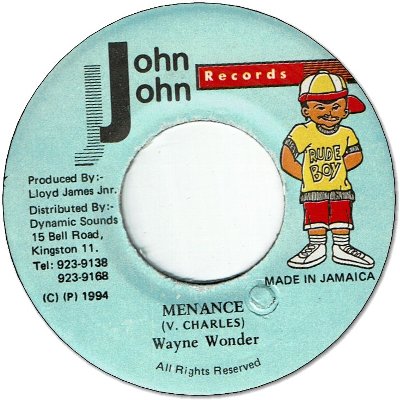 John
John
Records
RUDE
BOY
Produced By:-
Lloyd James Jnr.
Distributed By:-
Dynamic Sounds
15 Bell Road,
Kingston 11.
Tel: 923-9138
923-9168
(C) (P) 1994
MADE IN JAMAICA
MENANCE
(V. CHARLES)
Wayne Wonder
All Rights Reserved